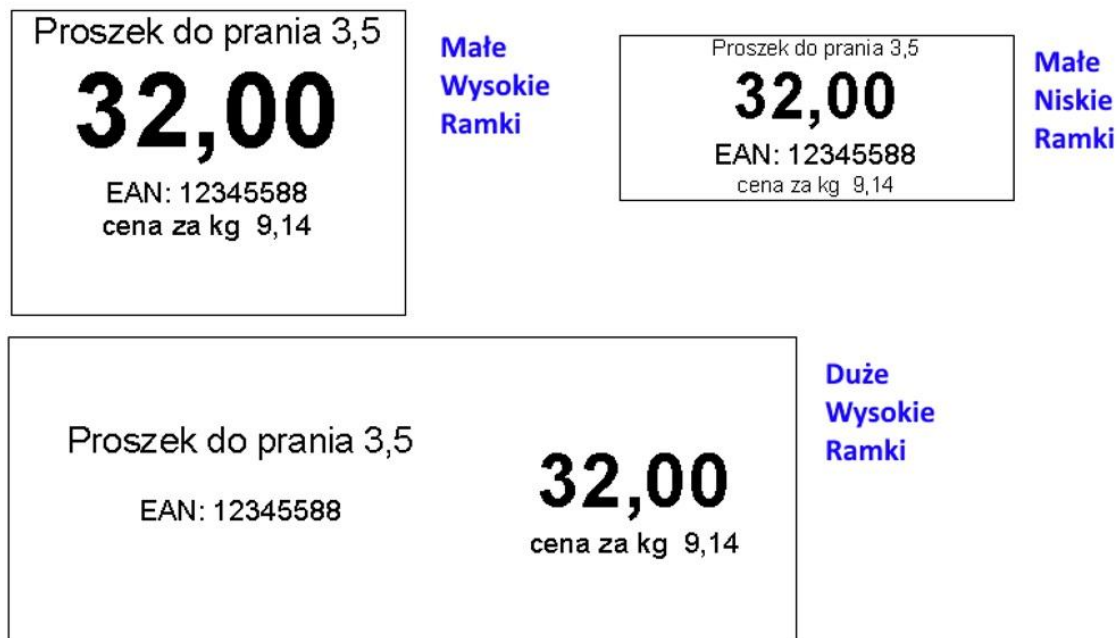 Proszek do prania 3,5
32,00
EAN: 12345588
cena za kg 9,14
Małe
Wysokie
Ramki
Proszek do prania 3,5
32,00
EAN: 12345588
cena za kg 9,14
Małe
Niskie
Ramki
Proszek do prania 3,5
EAN: 12345588
32,00
cena za kg 9,14
Duże
Wysokie
Ramki